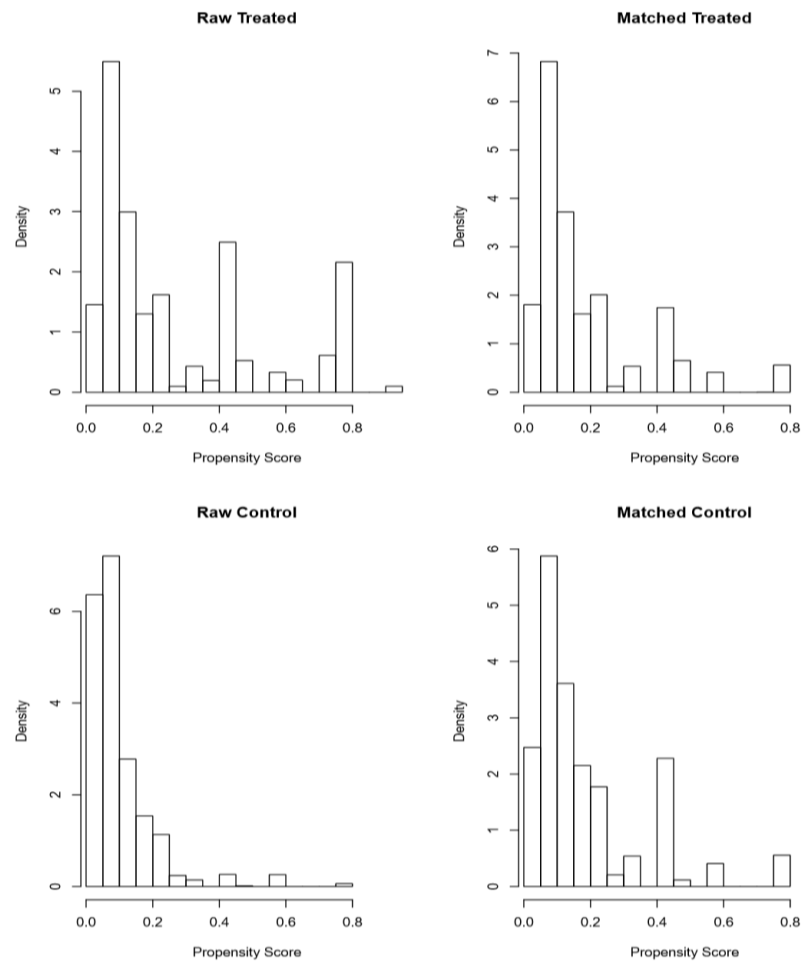 Raw Treated
Density
0 1 2 3 4 5
0.0 0.2 0.4 0.6 0.8
Propensity Score
Matched Treated
Density
0 1 2 3 4 5 6 7
0.0 0.2 0.4 0.6 0.8
Propensity Score
Raw Control
Density
0 2 4 6
0.0 0.2 0.4 0.6 0.8
Propensity Score
Matched Control
Density
0 1 2 3 4 5 6
0.0 0.2 0.4 0.6 0.8
Propensity Score